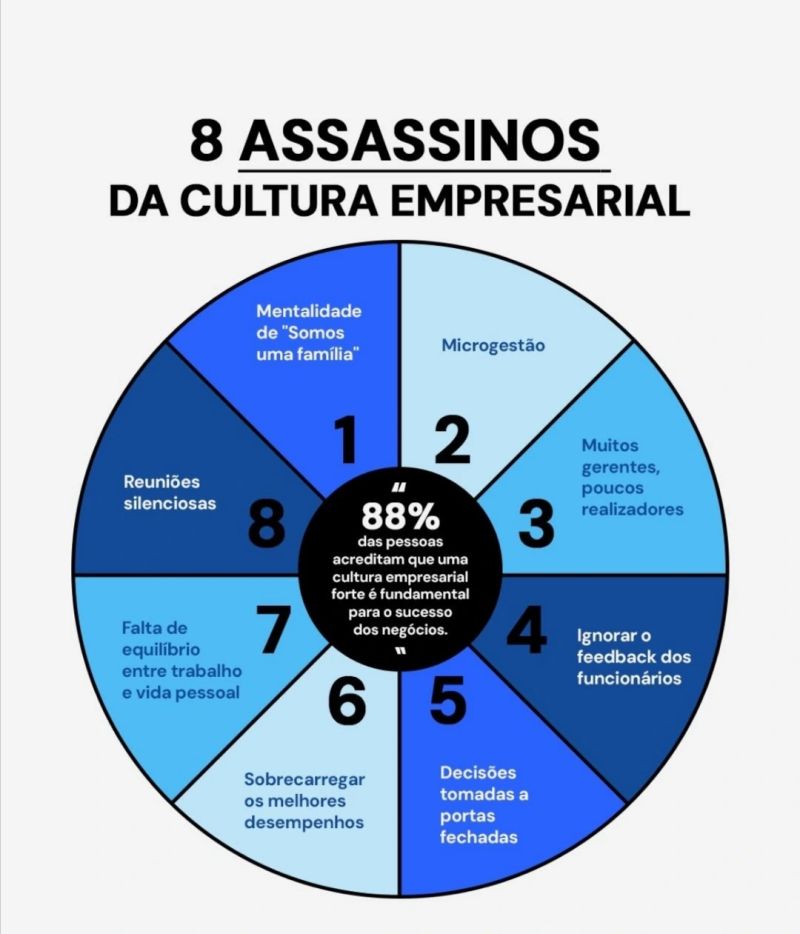 8 ASSASSINOS
DA CULTURA EMPRESARIAL
Mentalidade
de "Somos
uma família"
1
Microgestão
2
Muitos
gerentes,
poucos
realizadores
3
Ignorar o
feedback dos
funcionários
4
Decisões
tomadas a
portas
fechadas
5
Sobrecarregar
os melhores
desempenhos
6
Falta de
equilíbrio
entre trabalho
e vida pessoal
7
Reuniões
silenciosas
8
"
88%
das pessoas
acreditam que uma
cultura empresarial
forte é fundamental
para o sucesso
dos negócios.
"